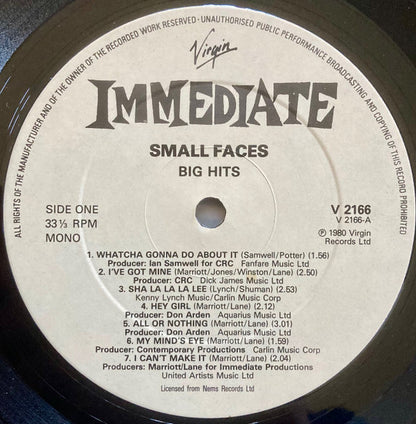 ALL RIGHTS OF THE MANUFACTURER AND OF THE OWNER OF THE RECORDED WORK RESERVED · UNAUTHORISED PUBLIC PERFORMANCE BROADCASTING AND COPYING OF THIS RECORD PROHIBITED
Virgin
IMMEDIATE
SMALL FACES
BIG HITS
SIDE ONE
33⅓ RPM
MONO
V 2166
V 2166-A
℗ 1980 Virgin
Records Ltd
1. WHATCHA GONNA DO ABOUT IT (Samwell/Potter) (1.56)
Producer: Ian Samwell for CRC Fanfare Music Ltd
2. I'VE GOT MINE (Marriott/Jones/Winston/Lane) (2.50)
Producer: CRC Dick James Music Ltd
3. SHA LA LA LA LEE (Lynch/Shuman) (2.53)
Kenny Lynch Music/Carlin Music Corp
4. HEY GIRL (Marriott/Lane) (2.12)
Producer: Don Arden Aquarius Music Ltd
5. ALL OR NOTHING (Marriott/Lane) (3.01)
Producer: Don Arden Aquarius Music Ltd
6. MY MIND'S EYE (Marriott/Lane) (1.59)
Producer: Contemporary Productions Carlin Music Corp
7. I CAN'T MAKE IT (Marriott/Lane) (2.04)
Producers: Marriott/Lane for Immediate Productions
United Artists Music Ltd
Licensed from Nems Records Ltd